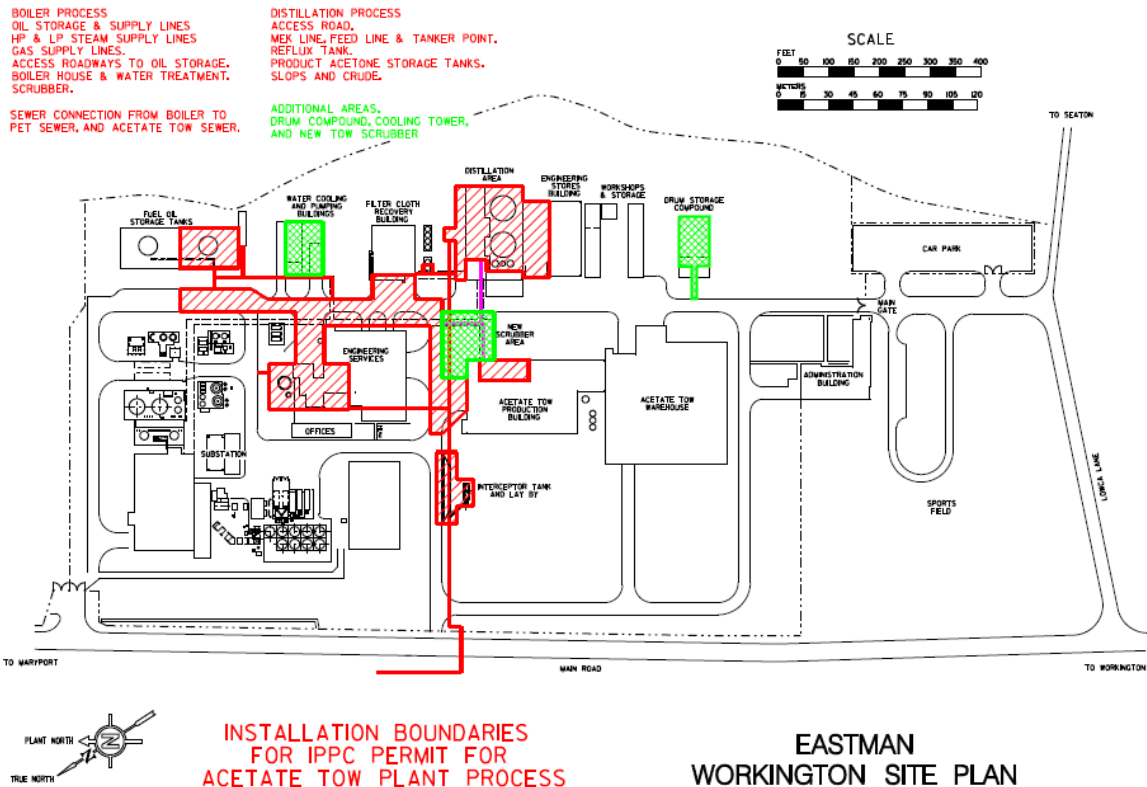 BOILER PROCESS
OIL STORAGE & SUPPLY LINES
HP & LP STEAM SUPPLY LINES
GAS SUPPLY LINES.
ACCESS ROADWAYS TO OIL STORAGE.
BOILER HOUSE & WATER TREATMENT.
SCRUBBER.
SEWER CONNECTION FROM BOILER TO
PET SEWER, AND ACETATE TOW SEWER.
DISTILLATION PROCESS
ACCESS ROAD.
MEK LINE, FEED LINE & TANKER POINT.
REFLUX TANK.
PRODUCT ACETONE STORAGE TANKS.
SLOPS AND CRUDE.
ADDITIONAL AREAS.
DRUM COMPOUND, COOLING TOWER,
AND NEW TOW SCRUBBER
SCALE
FEET
0 50 100 150 200 250 300 350 400
METERS
0 15 30 45 60 75 90 105 120
TO SEATON
DISTILLATION
AREA
ENGINEERING
STORES
BUILDING
WORKSHOPS
& STORAGE
DRUM STORAGE
COMPOUND
WATER COOLING
AND PUMPING
BUILDINGS
FILTER CLOTH
RECOVERY
BUILDING
FUEL OIL
STORAGE TANKS
CAR PARK
MAIN
GATE
NEW
SCRUBBER
AREA
ENGINEERING
SERVICES
ADMINISTRATION
BUILDING
ACETATE TOW
PRODUCTION
BUILDING
ACETATE TOW
WAREHOUSE
OFFICES
SUBSTATION
INTERCEPTOR TANK
AND LAY BY
SPORTS
FIELD
LOWCA LANE
TO MARYPORT
MAIN ROAD
TO WORKINGTON
PLANT NORTH
N
TRUE NORTH
INSTALLATION BOUNDARIES
FOR IPPC PERMIT FOR
ACETATE TOW PLANT PROCESS
EASTMAN
WORKINGTON SITE PLAN